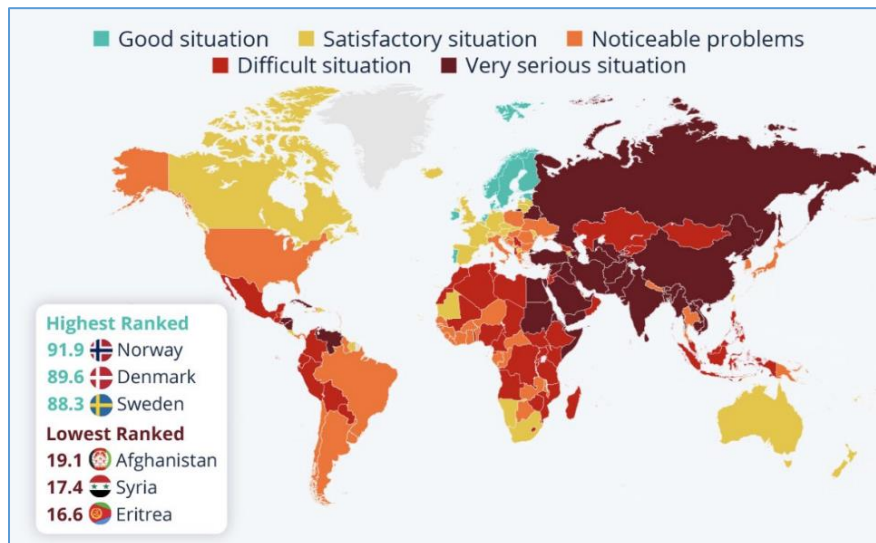 Good situation Satisfactory situation Noticeable problems
Difficult situation Very serious situation
Highest Ranked
91.9 Norway
89.6 Denmark
88.3 Sweden
Lowest Ranked
19.1 Afghanistan
17.4 Syria
16.6 Eritrea